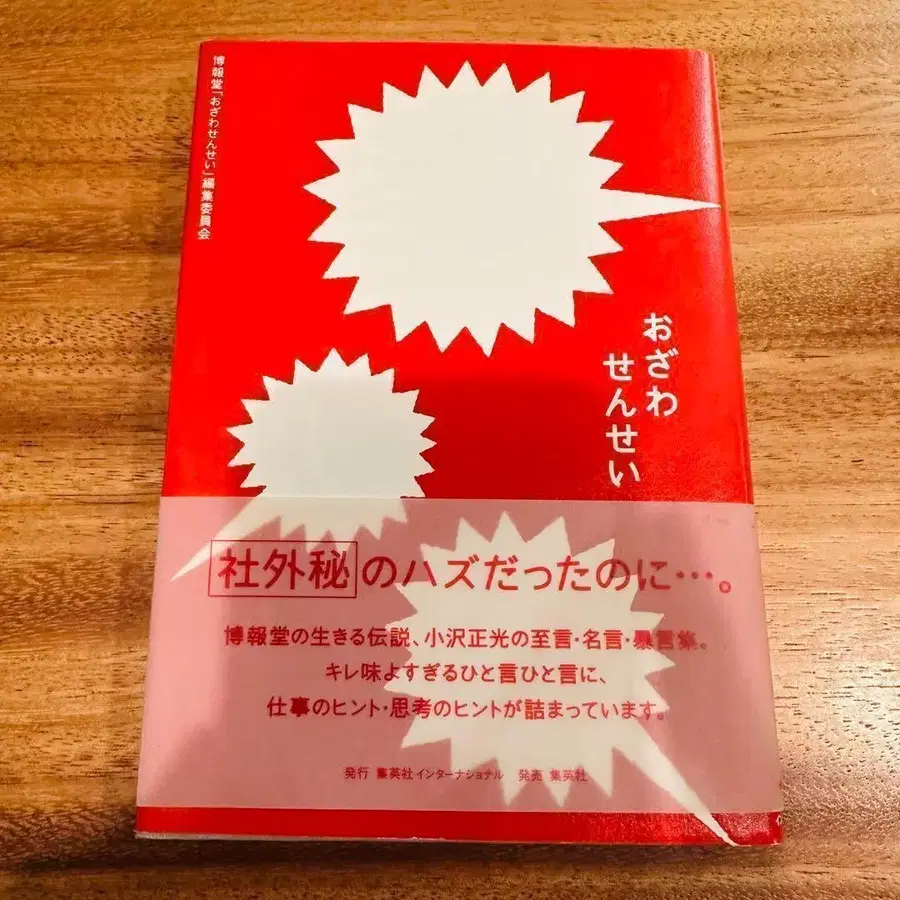 博報堂「おざわせんせい」編集委員会
おざわ
せんせい
社外秘のハズだったのに…。
博報堂の生きる伝説、小沢正光の至言・名言・暴言集。
キレ味よすぎるひと言ひと言に、
仕事のヒント・思考のヒントが詰まっています。
発行 集英社インターナショナル 発売 集英社